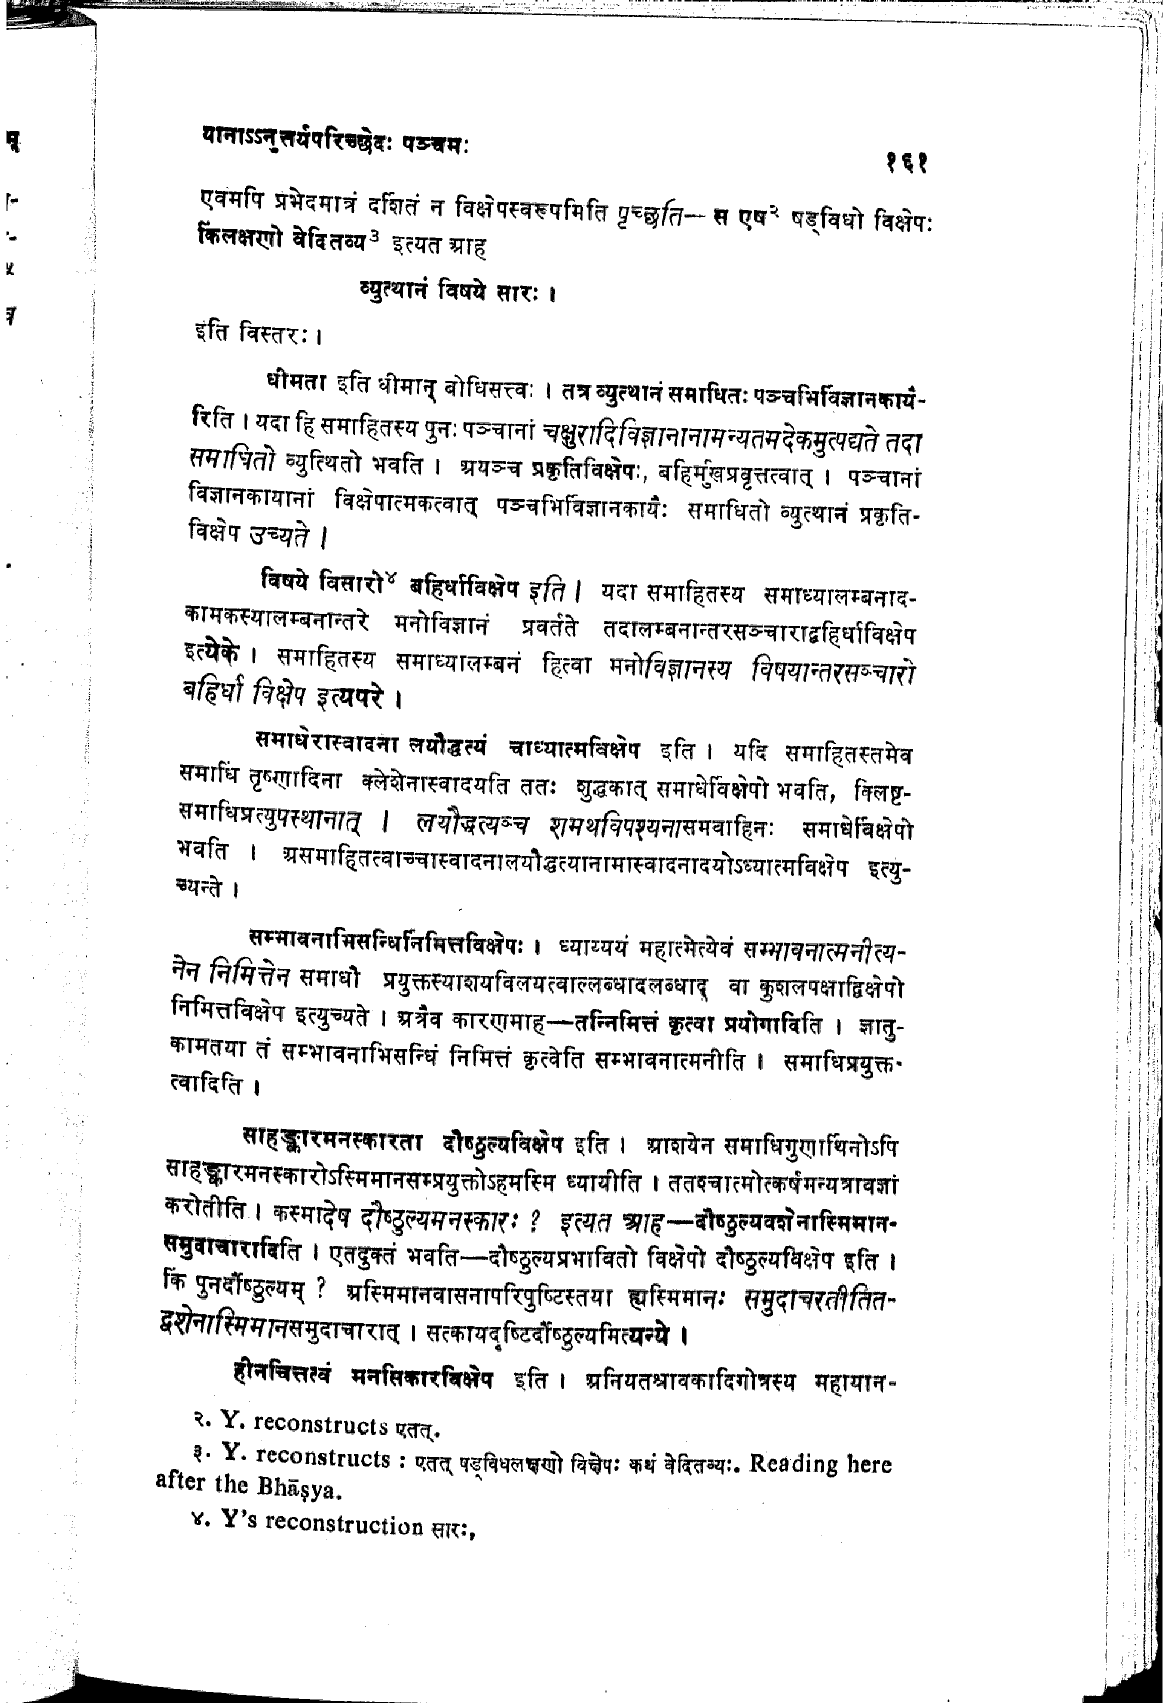 यानाऽऽनुत्तर्यपरिच्छेदः पञ्चमः
१६१
एवमपि प्रभेदमात्रं दर्शितं न विक्षेपस्वरूपमिति पृच्छति— स एष² षड्विधो विक्षेपः
किंलक्षणो वेदितव्य³ इत्यत आह
व्युत्थानं विषये सारः ।
इति विस्तरः ।
धीमता इति धीमान् बोधिसत्त्वः । तत्र व्युत्थानं समाधितः पञ्चभिर्विज्ञानकायै-
रिति । यदा हि समाहितस्य पुनः पञ्चानां चक्षुरादिविज्ञानानामन्यतमदेकमुत्पद्यते तदा
समाधितो व्युत्थितो भवति । अयञ्च प्रकृतिविक्षेपः, बहिर्मुखप्रवृत्तत्वात् । पञ्चानां
विज्ञानकायानां विक्षेपात्मकत्वात् पञ्चभिर्विज्ञानकायैः समाधितो व्युत्थानं प्रकृति-
विक्षेप उच्यते ।
विषये विसारो⁴ बहिर्धाविक्षेप इति । यदा समाहितस्य समाध्यालम्बनाद-
कामकस्यालम्बनान्तरे मनोविज्ञानं प्रवर्तते तदालम्बनान्तरसञ्चाराद्बहिर्धाविक्षेप
इत्येके । समाहितस्य समाध्यालम्बनं हित्वा मनोविज्ञानस्य विषयान्तरसञ्चारो
बहिर्धा विक्षेप इत्यपरे ।
समाधेरास्वादना लयौद्धत्यं चाध्यात्मविक्षेप इति । यदि समाहितस्तमेव
समाधिं तृष्णादिना क्लेशेनास्वादयति ततः शुद्धकात् समाधेर्विक्षेपो भवति, क्लिष्ट-
समाधिप्रत्युपस्थानात् । लयौद्धत्यञ्च शमथविपश्यनासमवाहिनः समाधेर्विक्षेपो
भवति । असमाहितत्वाच्चास्वादनालयौद्धत्यानामास्वादनादयोऽध्यात्मविक्षेप इत्यु-
च्यन्ते ।
सम्भावनाभिसन्धिर्निमित्तविक्षेपः । ध्याय्ययं महात्मेत्येवं सम्भावनात्मनीत्य-
नेन निमित्तेन समाधौ प्रयुक्तस्याशयविलयत्वाल्लब्धादलब्धाद् वा कुशलपक्षाद्विक्षेपो
निमित्तविक्षेप इत्युच्यते । अत्रैव कारणमाह—तन्निमित्तं कृत्वा प्रयोगादिति । ज्ञातु-
कामतया तं सम्भावनाभिसन्धिं निमित्तं कृत्वेति सम्भावनात्मनीति । समाधिप्रयुक्त-
त्वादिति ।
साहङ्कारमनस्कारता दौष्ठुल्यविक्षेप इति । आशयेन समाधिगुणार्थिनोऽपि
साहङ्कारमनस्कारोऽस्मिमानसम्प्रयुक्तोऽहमस्मि ध्यायीति । ततश्चात्मोत्कर्षमन्यत्रावज्ञां
करोतीति । कस्मादेष दौष्ठुल्यमनस्कारः ? इत्यत आह—दौष्ठुल्यवशेनास्मिमान-
समुदाचारादिति । एतदुक्तं भवति—दौष्ठुल्यप्रभावितो विक्षेपो दौष्ठुल्यविक्षेप इति ।
किं पुनर्दौष्ठुल्यम् ? अस्मिमानवासनापरिपुष्टिस्तया ह्यस्मिमानः समुदाचरतीतित-
द्वशेनास्मिमानसमुदाचारात् । सत्कायदृष्टिर्दौष्ठुल्यमित्यन्ये ।
हीनचित्तत्वं मनसिकारविक्षेप इति । अनियतश्रावकादिगोत्रस्य महायान-
२. Y. reconstructs एतत्.
३. Y. reconstructs : एतत् षड्विधलक्षणो विक्षेपः कथं वेदितव्यः. Reading here
after the Bhāṣya.
४. Y's reconstruction सारः,